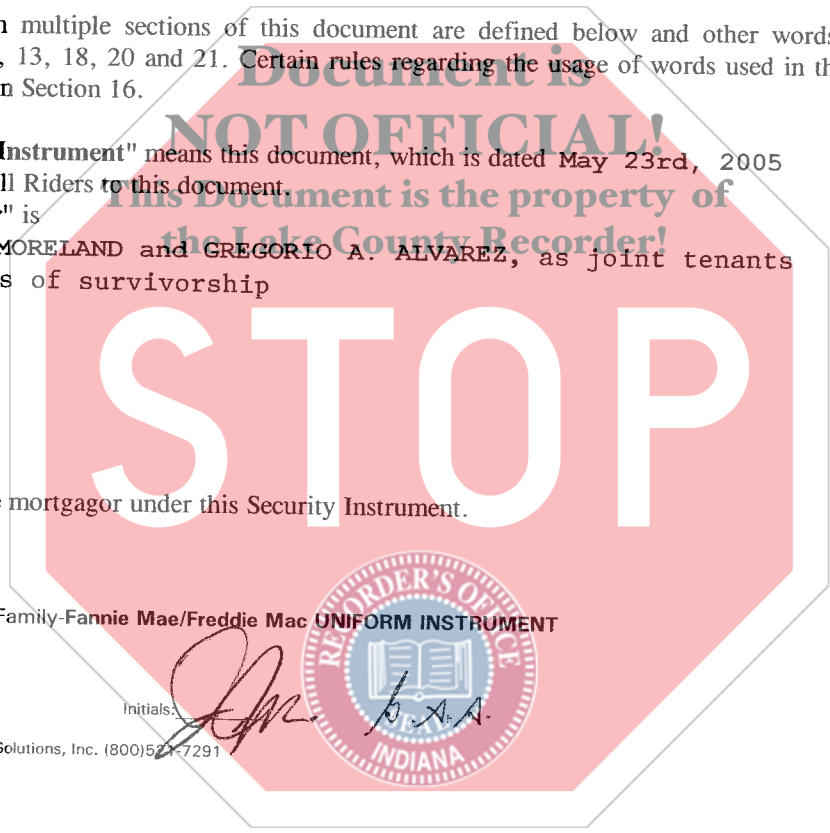 multiple sections of this document are defined below and other words
, 13, 18, 20 and 21. Certain rules regarding the usage of words used in th
n Section 16.
Document is
NOT OFFICIAL!
This Document is the property of
the Lake County Recorder!
Instrument" means this document, which is dated May 23rd, 2005
ll Riders to this document.
" is
MORELAND and GREGORIO A. ALVAREZ, as joint tenants
s of survivorship
STOP
mortgagor under this Security Instrument.
RECORDER'S OFFICE
SEAL
INDIANA
Family-Fannie Mae/Freddie Mac UNIFORM INSTRUMENT
Initials: G.A.A.
Solutions, Inc. (800)521-7291